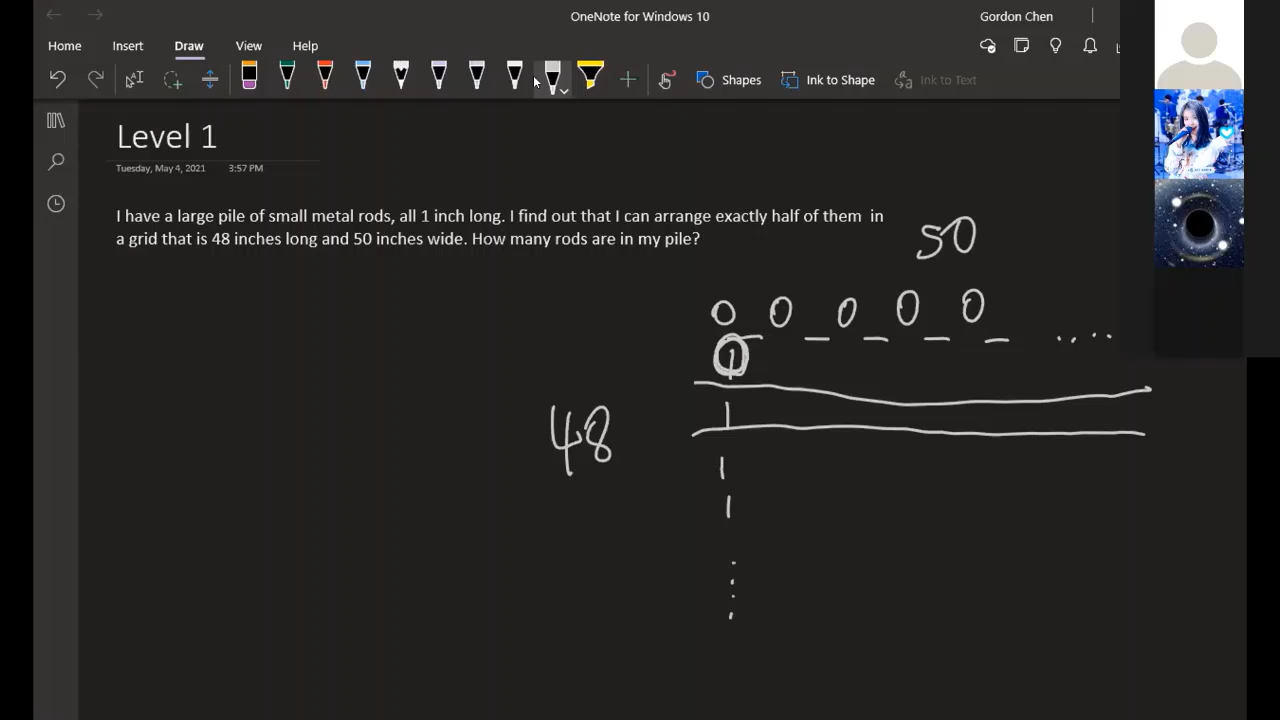 OneNote for Windows 10
Gordon Chen
Home Insert Draw View Help
Shapes Ink to Shape Ink to Text
Level 1
Tuesday, May 4, 2021 3:57 PM
I have a large pile of small metal rods, all 1 inch long. I find out that I can arrange exactly half of them in
a grid that is 48 inches long and 50 inches wide. How many rods are in my pile?
50
0 0 0 0 0
_ _ _ _ _ ....
1
1
48
1
1